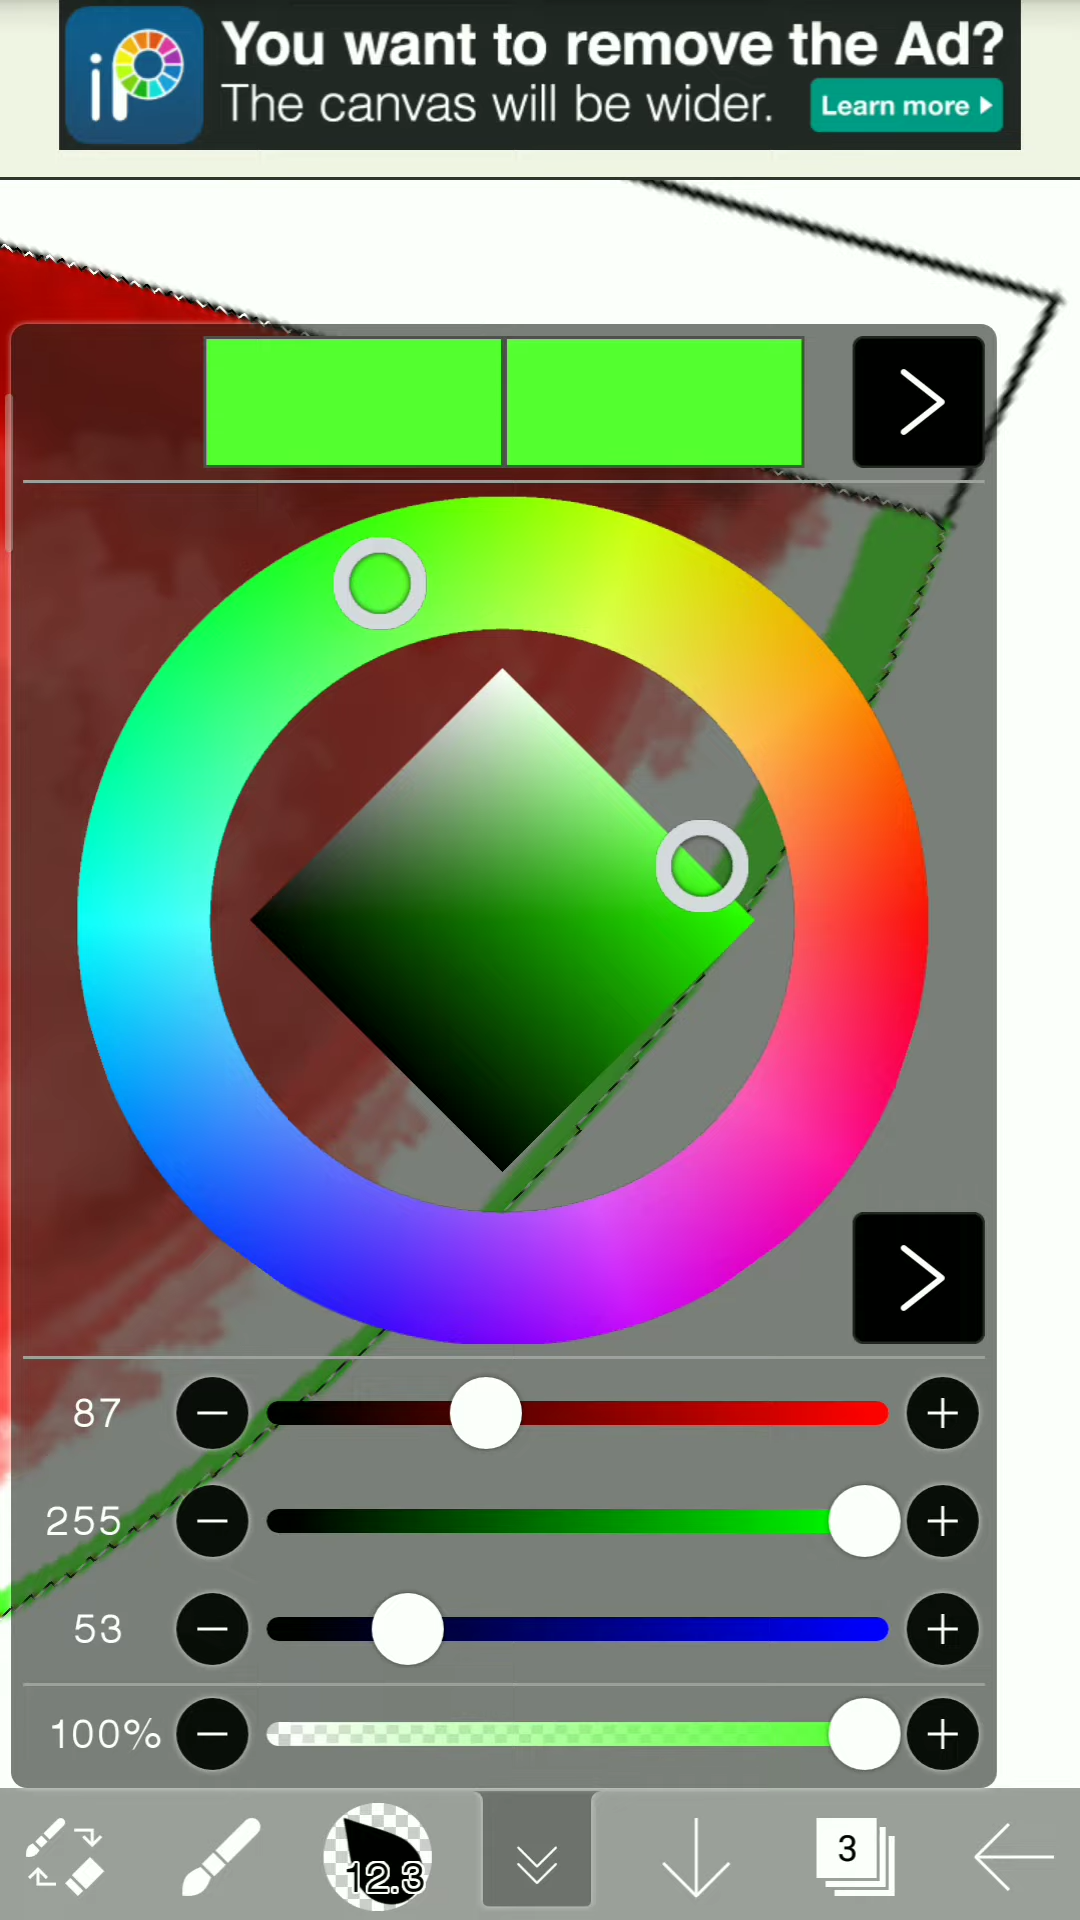 iP
You want to remove the Ad?
The canvas will be wider.
Learn more
87
255
53
100%
12.3
3